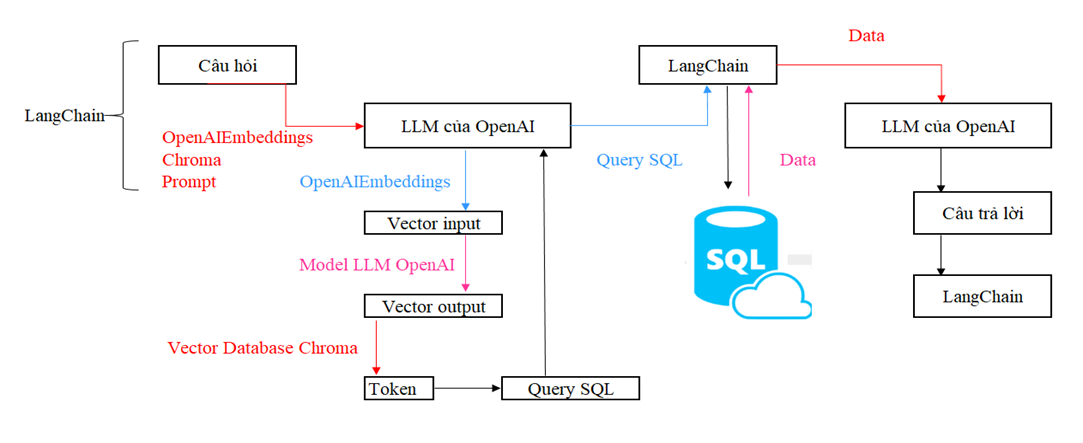 LangChain
Câu hỏi
OpenAIEmbeddings
Chroma
Prompt
LLM của OpenAI
OpenAIEmbeddings
Vector input
Model LLM OpenAI
Vector output
Vector Database Chroma
Token
Query SQL
Query SQL
LangChain
Data
SQL
Data
LLM của OpenAI
Câu trả lời
LangChain